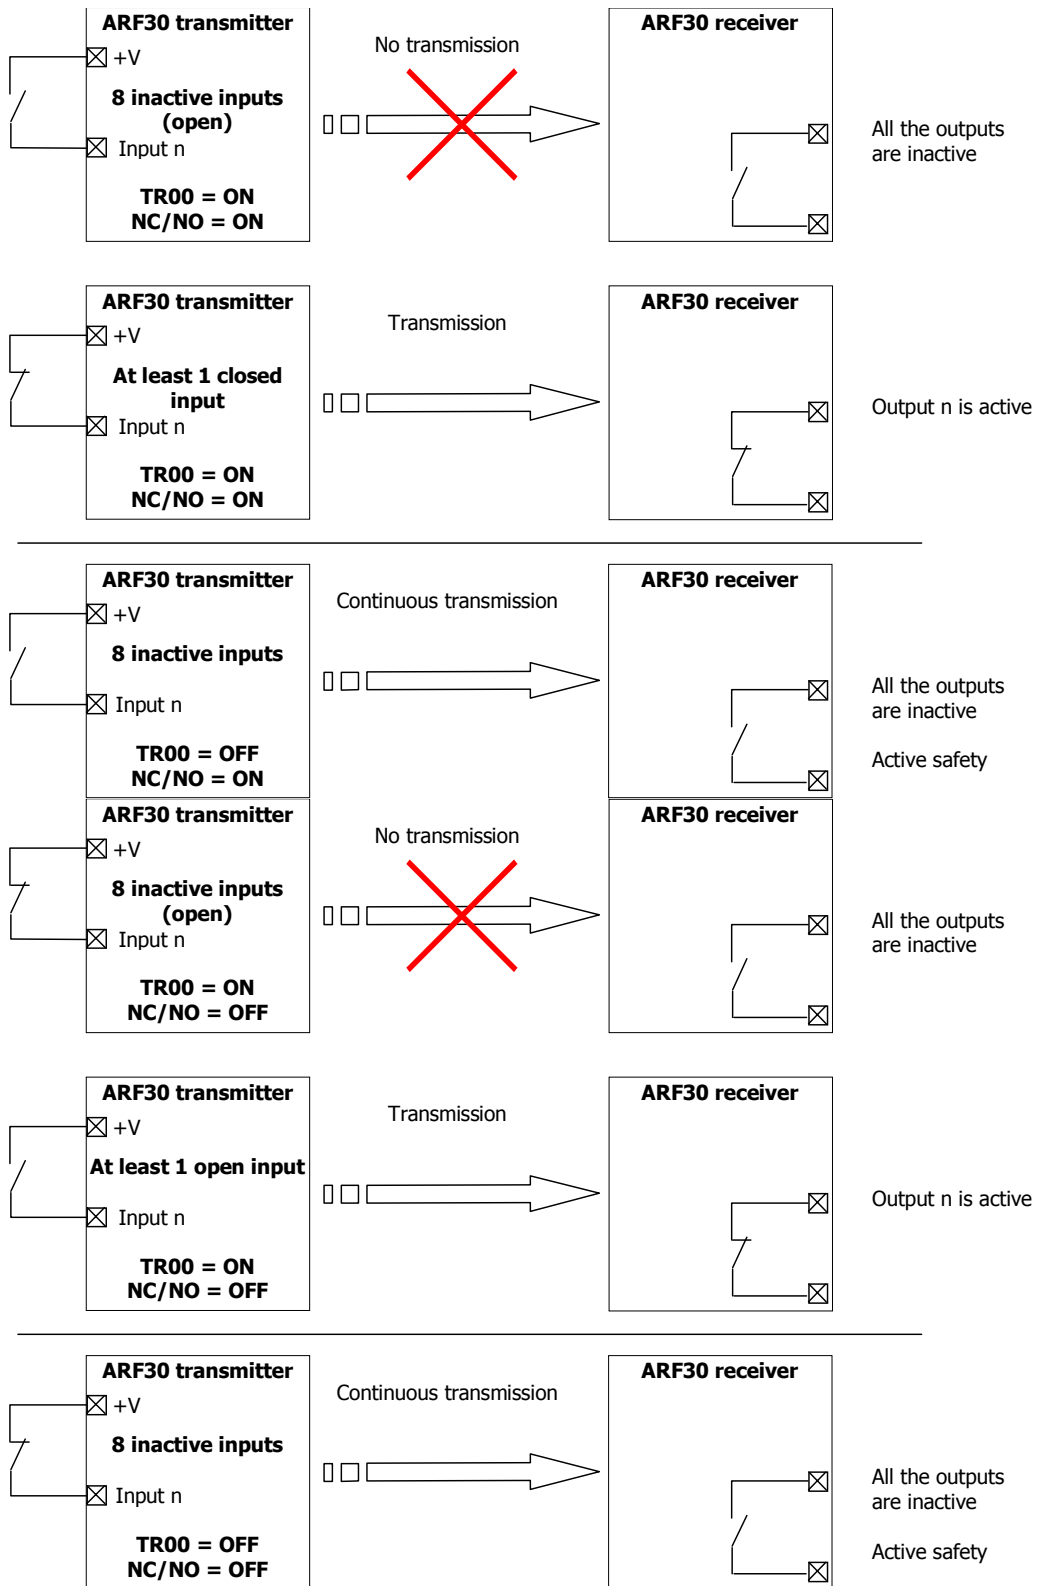 ARF30 transmitter
No transmission
ARF30 receiver
+V
8 inactive inputs
(open)
Input n
All the outputs
are inactive
TR00 = ON
NC/NO = ON
ARF30 transmitter
Transmission
ARF30 receiver
+V
At least 1 closed
input
Input n
Output n is active
TR00 = ON
NC/NO = ON
ARF30 transmitter
Continuous transmission
ARF30 receiver
+V
8 inactive inputs
Input n
All the outputs
are inactive
Active safety
TR00 = OFF
NC/NO = ON
ARF30 transmitter
No transmission
ARF30 receiver
+V
8 inactive inputs
(open)
Input n
All the outputs
are inactive
TR00 = ON
NC/NO = OFF
ARF30 transmitter
Transmission
ARF30 receiver
+V
At least 1 open input
Input n
Output n is active
TR00 = ON
NC/NO = OFF
ARF30 transmitter
Continuous transmission
ARF30 receiver
+V
8 inactive inputs
Input n
All the outputs
are inactive
Active safety
TR00 = OFF
NC/NO = OFF